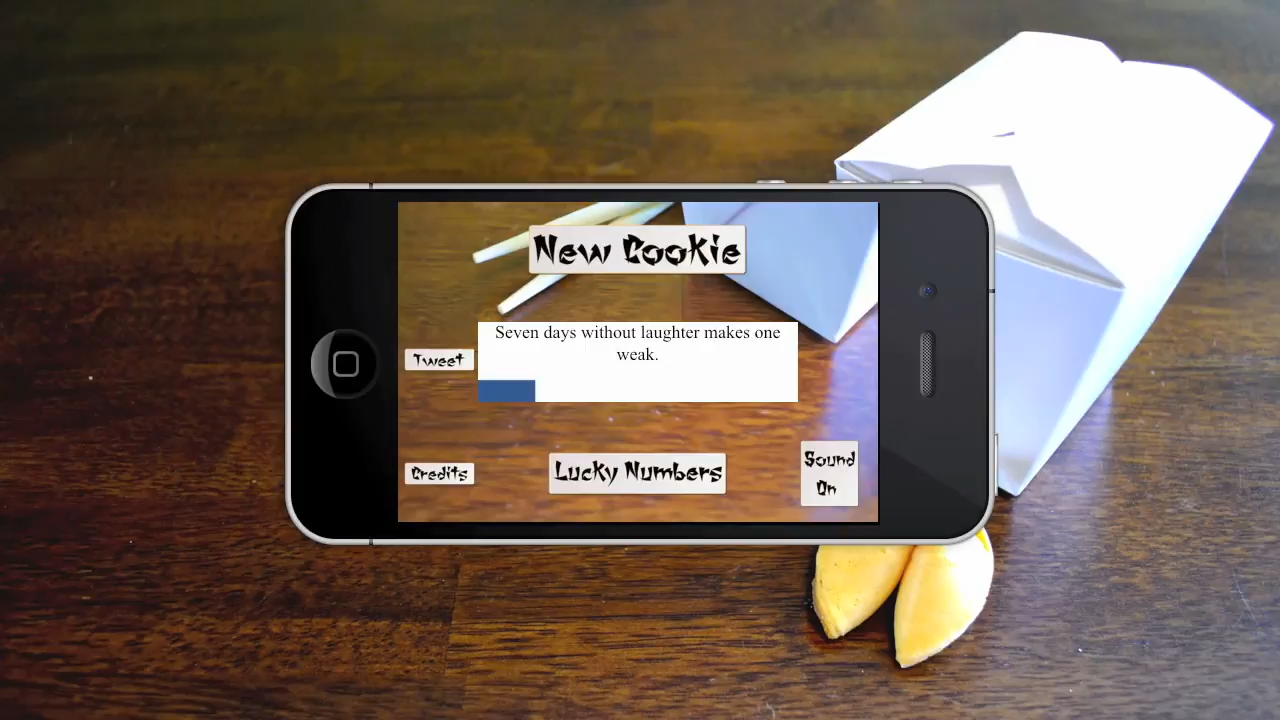 New Cookie
Seven days without laughter makes one
weak.
Tweet
Credits
Lucky Numbers
Sound
On